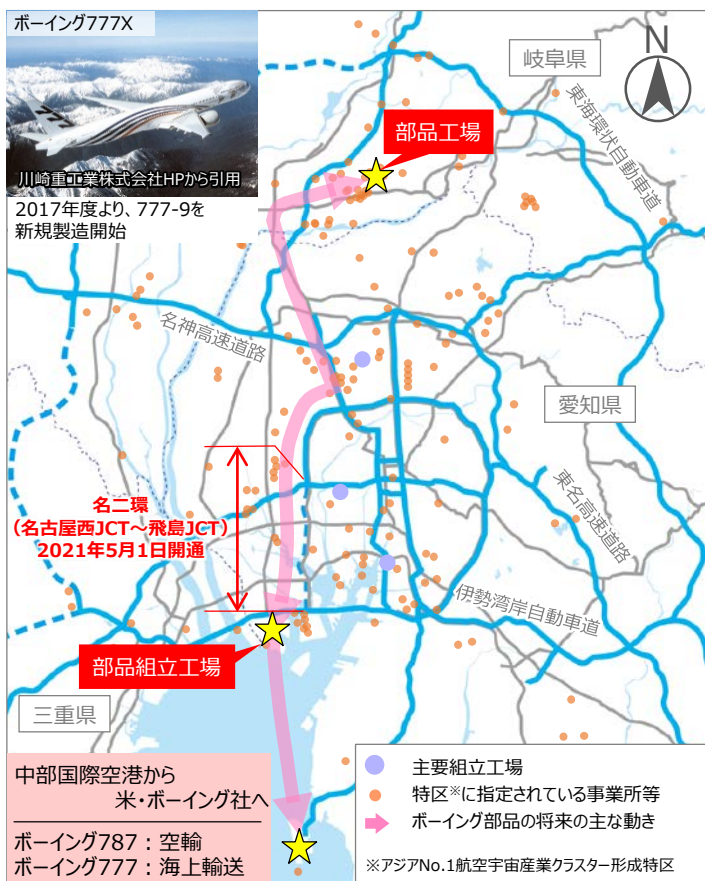 ボーイング777X
川崎重工業株式会社HPから引用
2017年度より、777-9を
新規製造開始
N
岐阜県
部品工場
東海環状自動車道
名神高速道路
愛知県
名二環
（名古屋西JCT～飛島JCT）
2021年5月1日開通
東名高速道路
伊勢湾岸自動車道
部品組立工場
三重県
中部国際空港から
米・ボーイング社へ
ボーイング787：空輸
ボーイング777：海上輸送
主要組立工場
特区※に指定されている事業所等
ボーイング部品の将来の主な動き
※アジアNo.1航空宇宙産業クラスター形成特区